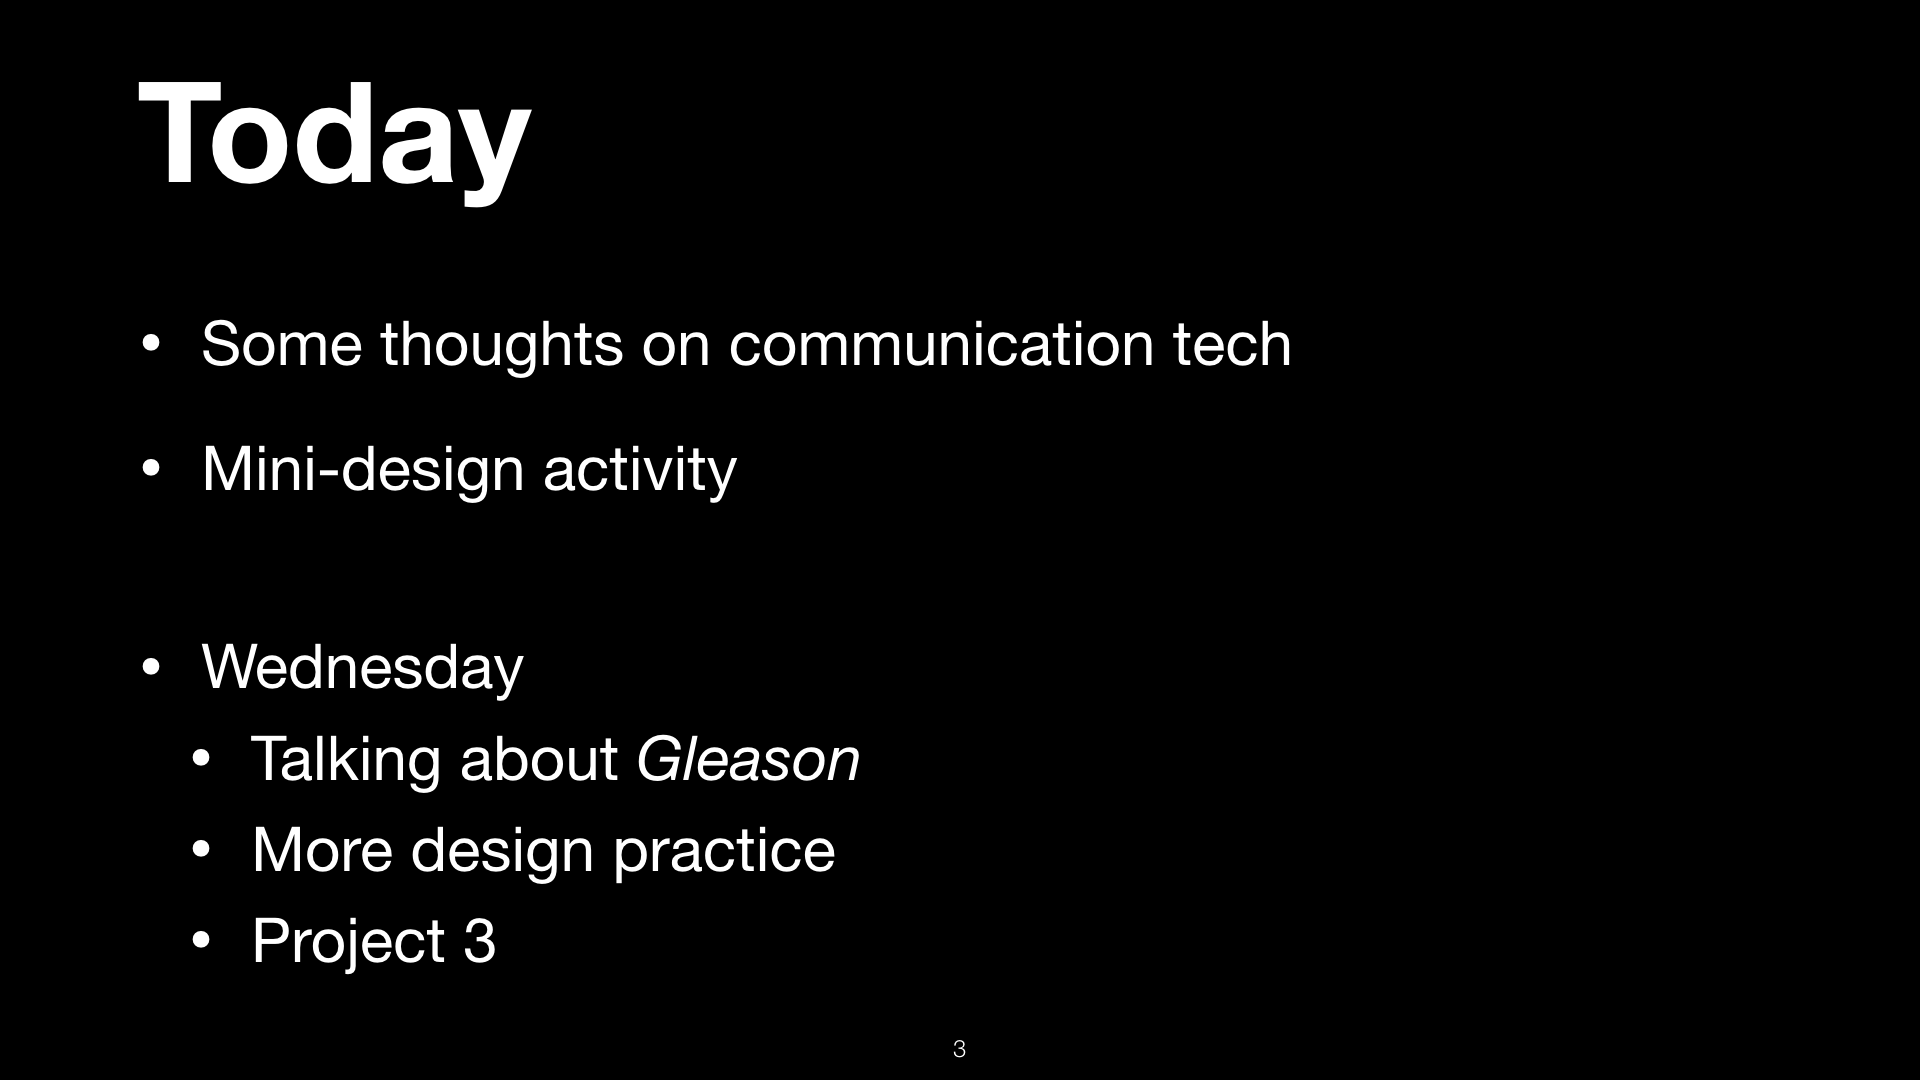 Today
• Some thoughts on communication tech
• Mini-design activity
• Wednesday
• Talking about Gleason
• More design practice
• Project 3
3